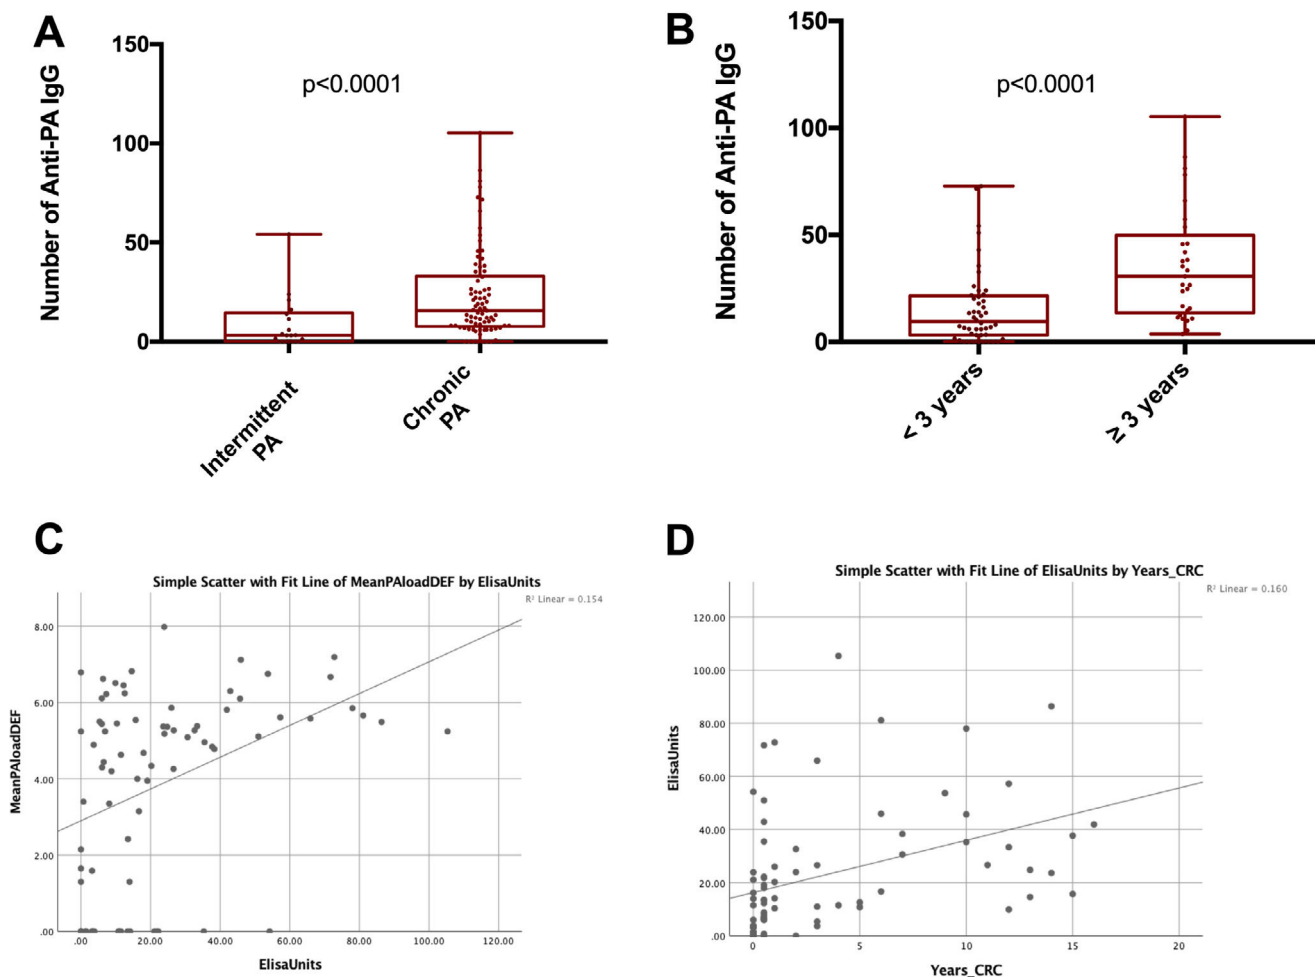 A
Number of Anti-PA IgG
150
100
50
0
p<0.0001
Intermittent
PA
Chronic
PA
B
Number of Anti-PA IgG
150
100
50
0
p<0.0001
< 3 years
≥ 3 years
C
Simple Scatter with Fit Line of MeanPAloadDEF by ElisaUnits
R² Linear = 0.154
MeanPAloadDEF
8.00
6.00
4.00
2.00
.00
.00 20.00 40.00 60.00 80.00 100.00 120.00
ElisaUnits
D
Simple Scatter with Fit Line of ElisaUnits by Years_CRC
R² Linear = 0.160
ElisaUnits
120.00
100.00
80.00
60.00
40.00
20.00
.00
0 5 10 15 20
Years_CRC